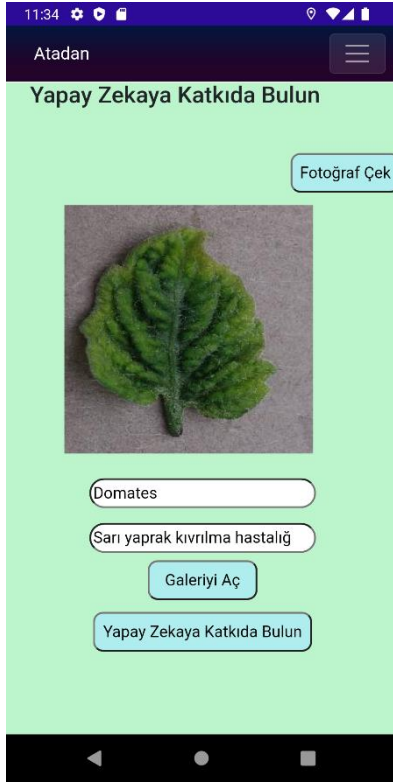 11:34
Atadan
Yapay Zekaya Katkıda Bulun
Fotoğraf Çek
Domates
Sarı yaprak kıvrılma hastalığ
Galeriyi Aç
Yapay Zekaya Katkıda Bulun